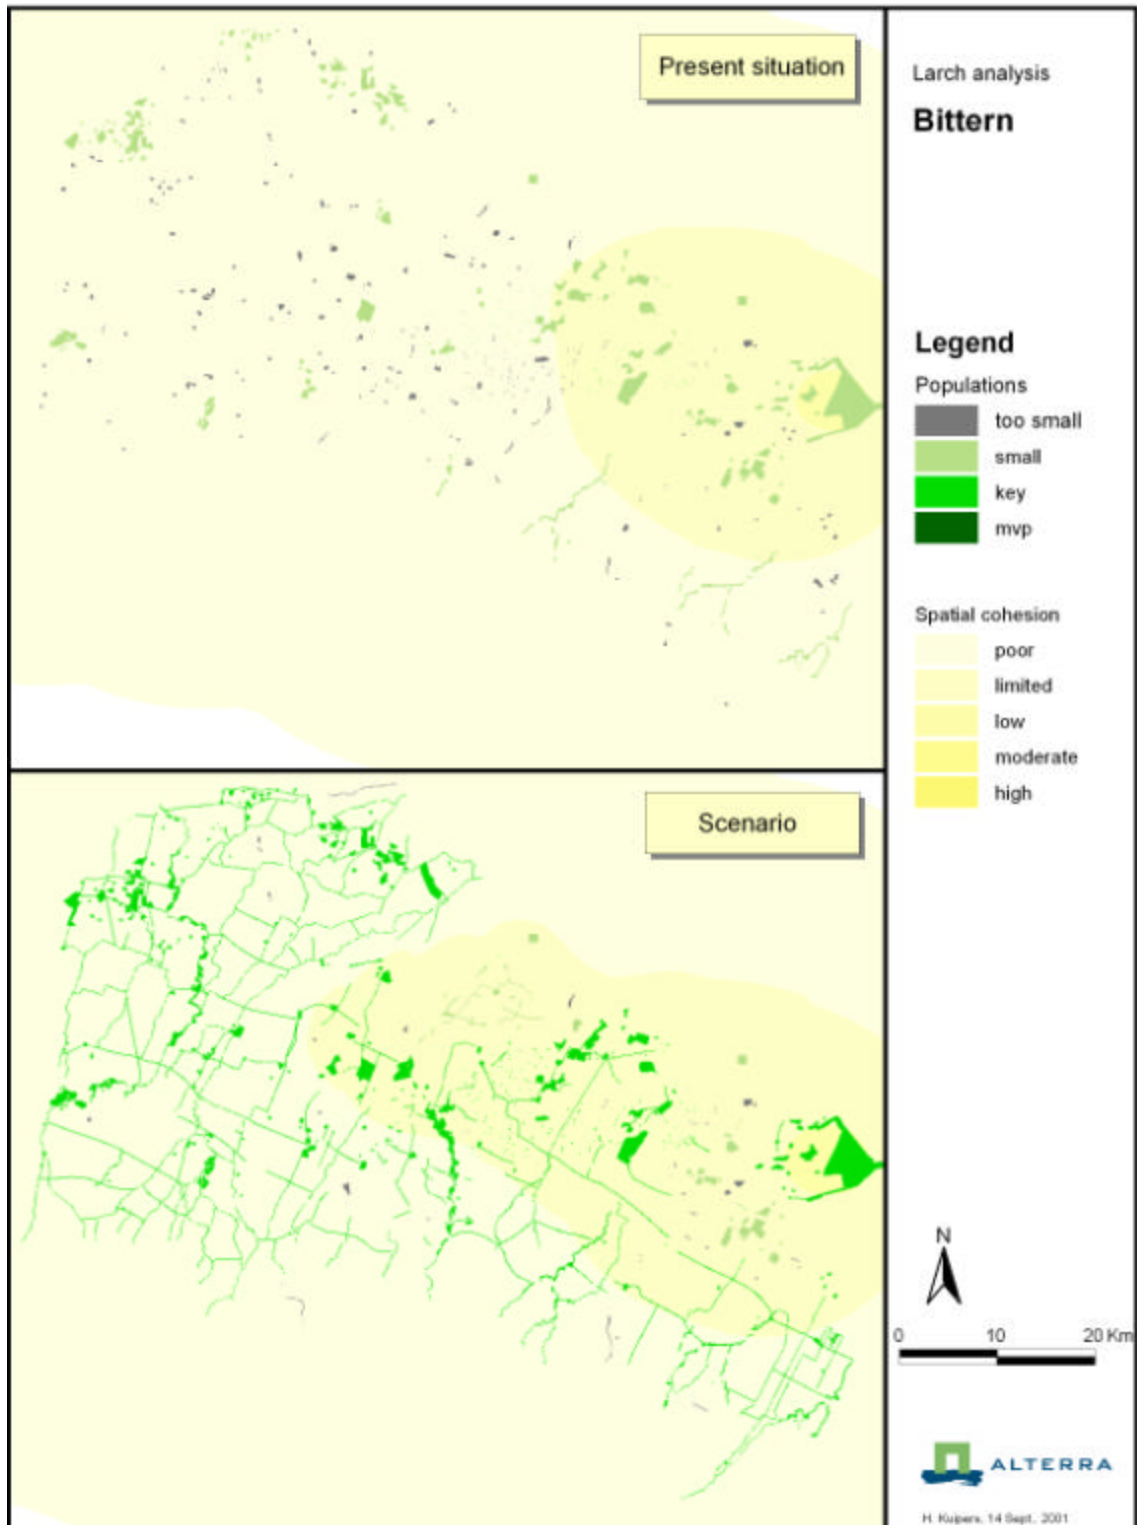 Present situation
Larch analysis
Bittern
Legend
Populations
too small
small
key
mvp
Spatial cohesion
poor
limited
low
moderate
high
Scenario
N
0 10 20 Km
ALTERRA
H. Kuipers, 14 Sept., 2001